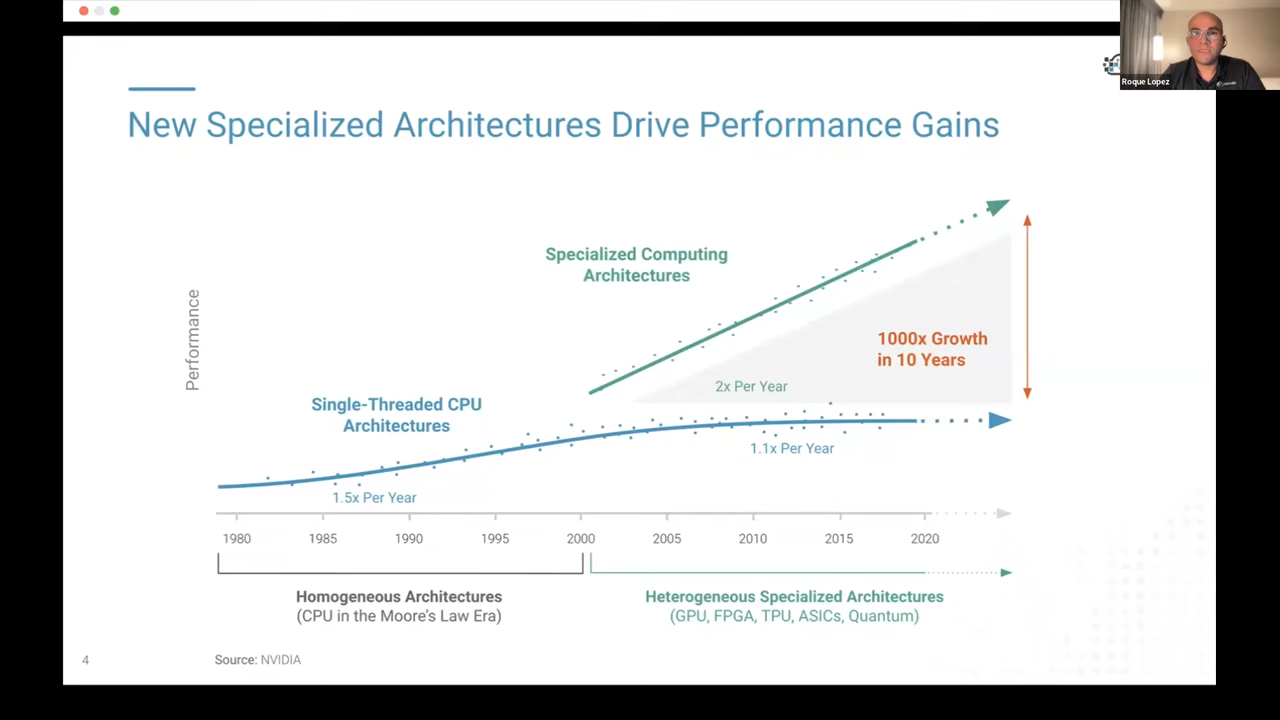 Roque Lopez
New Specialized Architectures Drive Performance Gains
Performance
Specialized Computing
Architectures
1000x Growth
in 10 Years
2x Per Year
Single-Threaded CPU
Architectures
1.1x Per Year
1.5x Per Year
1980 1985 1990 1995 2000 2005 2010 2015 2020
Homogeneous Architectures
(CPU in the Moore's Law Era)
Heterogeneous Specialized Architectures
(GPU, FPGA, TPU, ASICs, Quantum)
4
Source: NVIDIA